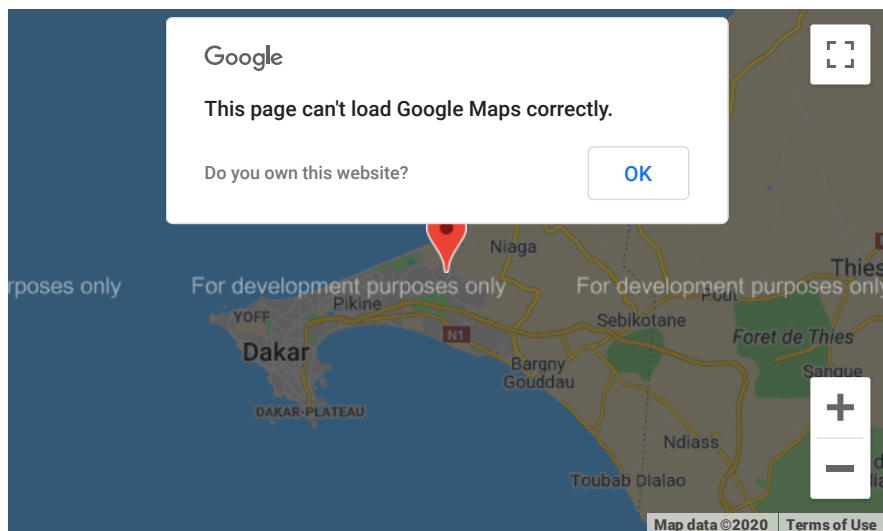 Google
This page can't load Google Maps correctly.
Do you own this website?
OK
Niaga
Thies
rposes only
For development purposes only
For development purposes only
Pikine
Pout
YOFF
Sebikotane
N1
Foret de Thies
Dakar
Bargny
Gouddau
Sangue
DAKAR-PLATEAU
Ndiass
Toubab Dialao
Map data ©2020
Terms of Use